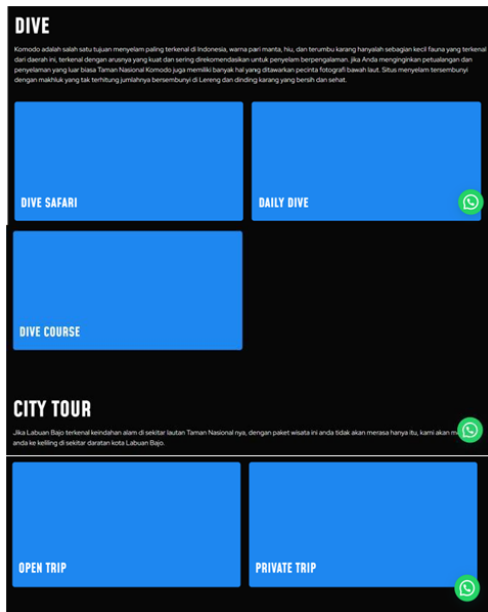 DIVE
Komodo adalah salah satu tujuan menyelam paling terkenal di Indonesia, warna pari manta, hiu, dan terumbu karang hanyalah sebagian kecil fauna yang terkenal
dari daerah ini, terkenal dengan arusnya yang kuat dan sering direkomendasikan untuk penyelam berpengalaman. jika Anda menginginkan petualangan dan
penyelaman yang luar biasa Taman Nasional Komodo juga memiliki banyak hal yang ditawarkan pecinta fotografi bawah laut. Situs menyelam tersembunyi
dengan makhluk yang tak terhitung jumlahnya bersembunyi di Lereng dan dinding karang yang bersih dan sehat.
DIVE SAFARI
DAILY DIVE
DIVE COURSE
CITY TOUR
Jika Labuan Bajo terkenal keindahan alam di sekitar lautan Taman Nasional nya, dengan paket wisata ini anda tidak akan merasa hanya itu, kami akan
anda ke keliling di sekitar daratan kota Labuan Bajo.
OPEN TRIP
PRIVATE TRIP